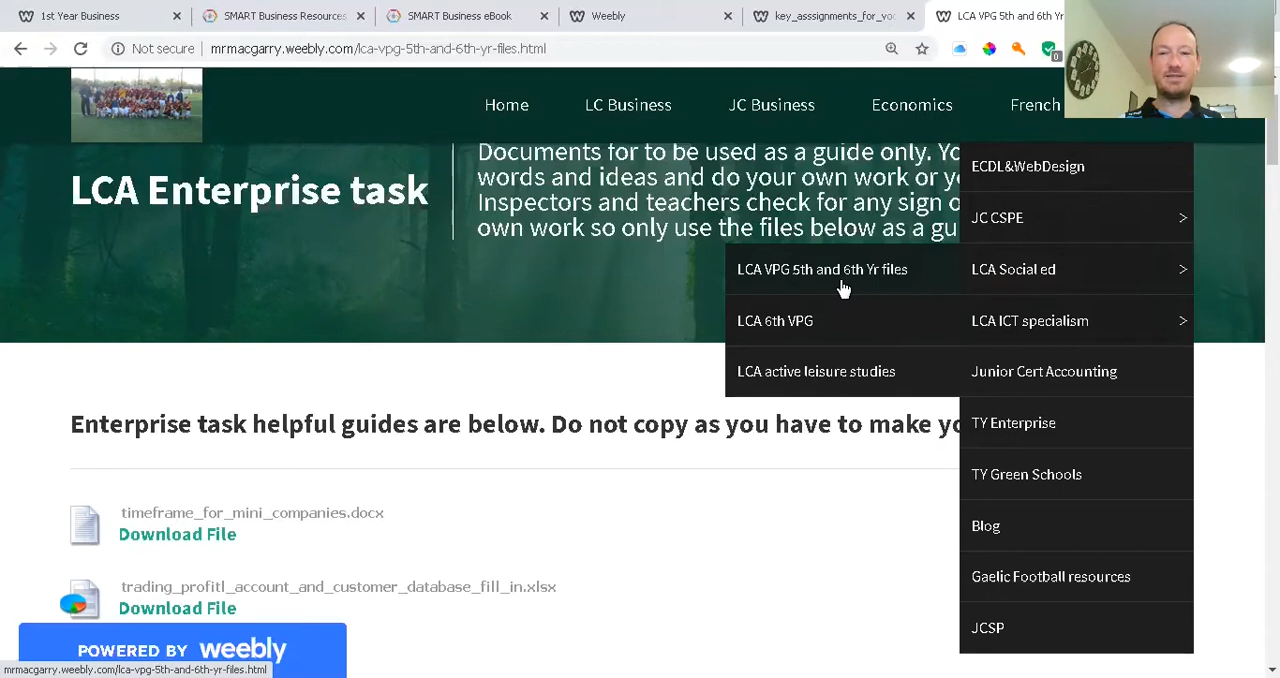 1st Year Business
SMART Business Resources
SMART Business eBook
Weebly
key_asssignments_for_voc
LCA VPG 5th and 6th Yr
Not secure
mrmacgarry.weebly.com/lca-vpg-5th-and-6th-yr-files.html
0
Home
LC Business
JC Business
Economics
French
LCA Enterprise task
Documents for to be used as a guide only. Yo
words and ideas and do your own work or yo
Inspectors and teachers check for any sign o
own work so only use the files below as a gu
ECDL&WebDesign
JC CSPE >
LCA Social ed >
LCA ICT specialism >
Junior Cert Accounting
TY Enterprise
TY Green Schools
Blog
Gaelic Football resources
JCSP
LCA VPG 5th and 6th Yr files
LCA 6th VPG
LCA active leisure studies
Enterprise task helpful guides are below. Do not copy as you have to make yo
timeframe_for_mini_companies.docx
Download File
trading_profitl_account_and_customer_database_fill_in.xlsx
Download File
POWERED BY weebly
mrmacgarry.weebly.com/lca-vpg-5th-and-6th-yr-files.html